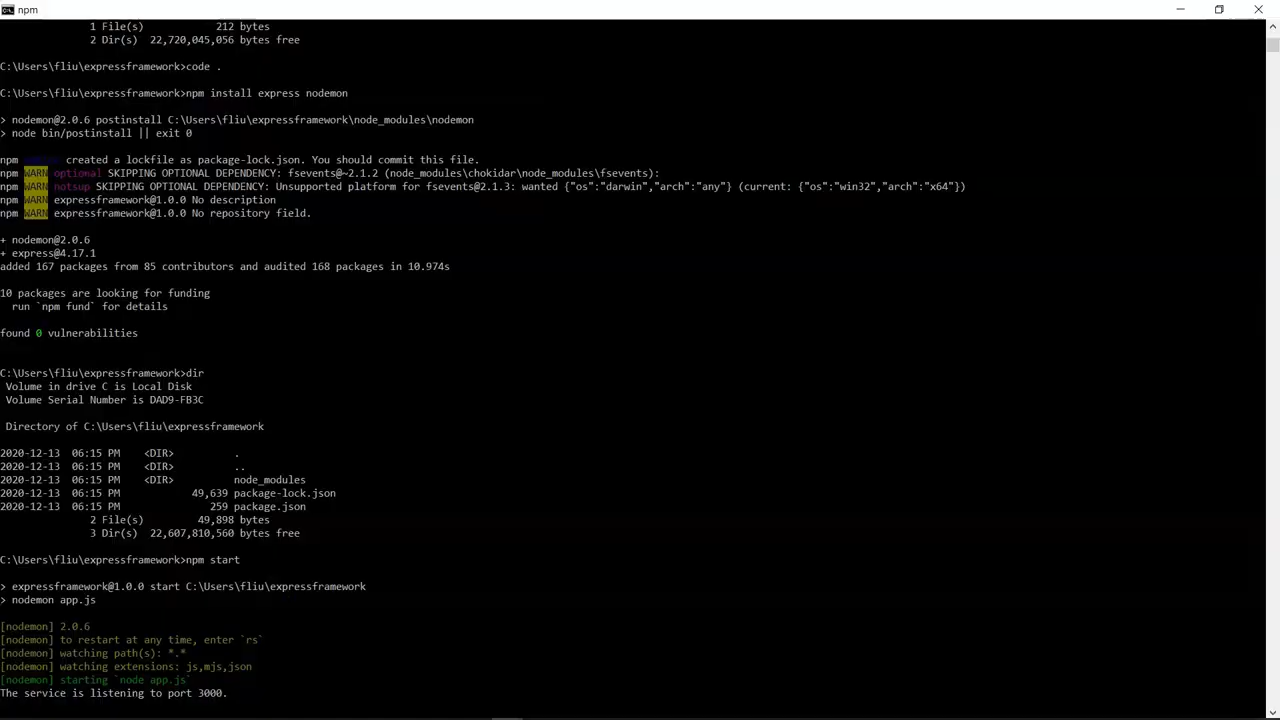 npm
1 File(s) 212 bytes
2 Dir(s) 22,720,045,056 bytes free
C:\Users\fliu\expressframework>code .
C:\Users\fliu\expressframework>npm install express nodemon
> nodemon@2.0.6 postinstall C:\Users\fliu\expressframework\node_modules\nodemon
> node bin/postinstall || exit 0
npm created a lockfile as package-lock.json. You should commit this file.
npm WARN optional SKIPPING OPTIONAL DEPENDENCY: fsevents@~2.1.2 (node_modules\chokidar\node_modules\fsevents):
npm WARN notsup SKIPPING OPTIONAL DEPENDENCY: Unsupported platform for fsevents@2.1.3: wanted {"os":"darwin","arch":"any"} (current: {"os":"win32","arch":"x64"})
npm WARN expressframework@1.0.0 No description
npm WARN expressframework@1.0.0 No repository field.
+ nodemon@2.0.6
+ express@4.17.1
added 167 packages from 85 contributors and audited 168 packages in 10.974s
10 packages are looking for funding
run `npm fund` for details
found 0 vulnerabilities
C:\Users\fliu\expressframework>dir
Volume in drive C is Local Disk
Volume Serial Number is DAD9-FB3C
Directory of C:\Users\fliu\expressframework
2020-12-13 06:15 PM <DIR> .
2020-12-13 06:15 PM <DIR> ..
2020-12-13 06:15 PM <DIR> node_modules
2020-12-13 06:15 PM 49,639 package-lock.json
2020-12-13 06:15 PM 259 package.json
2 File(s) 49,898 bytes
3 Dir(s) 22,607,810,560 bytes free
C:\Users\fliu\expressframework>npm start
> expressframework@1.0.0 start C:\Users\fliu\expressframework
> nodemon app.js
[nodemon] 2.0.6
[nodemon] to restart at any time, enter `rs`
[nodemon] watching path(s): *.*
[nodemon] watching extensions: js,mjs,json
[nodemon] starting `node app.js`
The service is listening to port 3000.